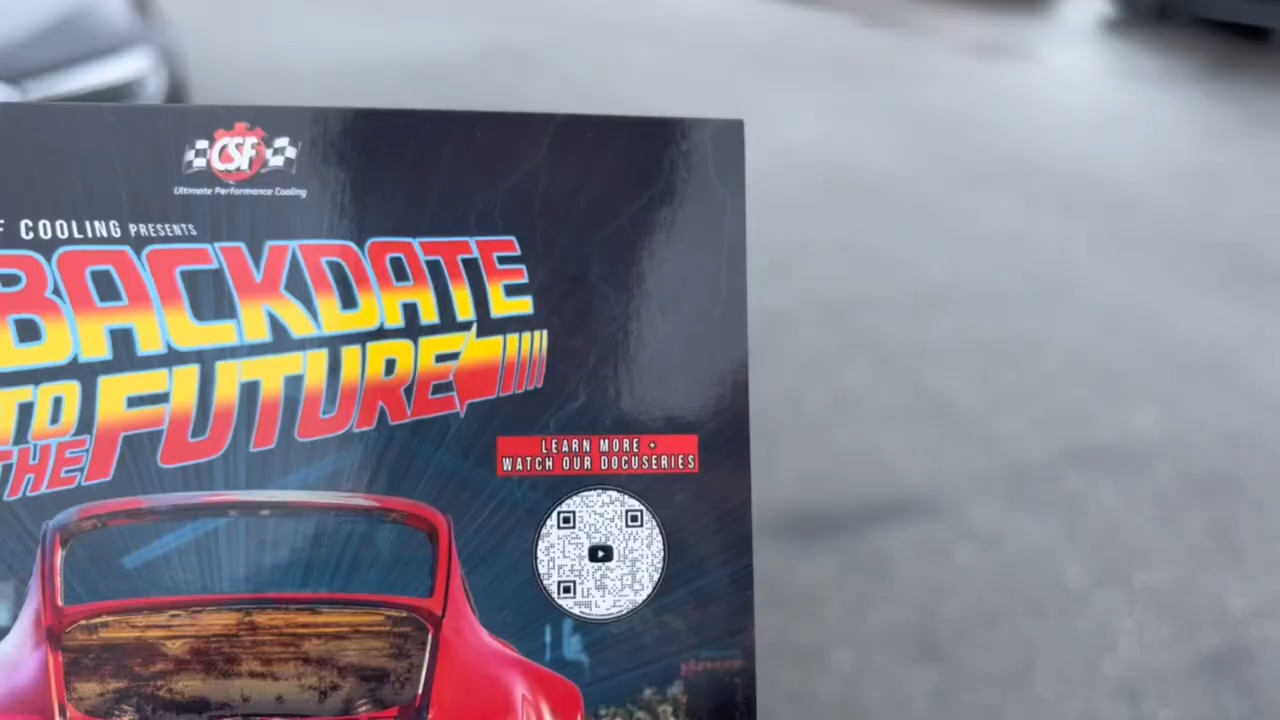 CSF
Ultimate Performance Cooling
F COOLING PRESENTS
BACKDATE
TO THE FUTURE
LEARN MORE +
WATCH OUR DOCUSERIES